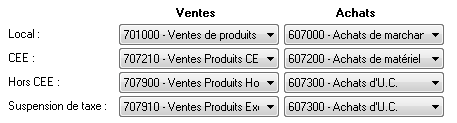 Ventes Achats
Local : 701000 - Ventes de produits 607000 - Achats de marchar
CEE : 707210 - Ventes Produits CE 607200 - Achats de matériel
Hors CEE : 707900 - Ventes Produits Ho 607300 - Achats d'U.C.
Suspension de taxe : 707910 - Ventes Produits Exo 607300 - Achats d'U.C.